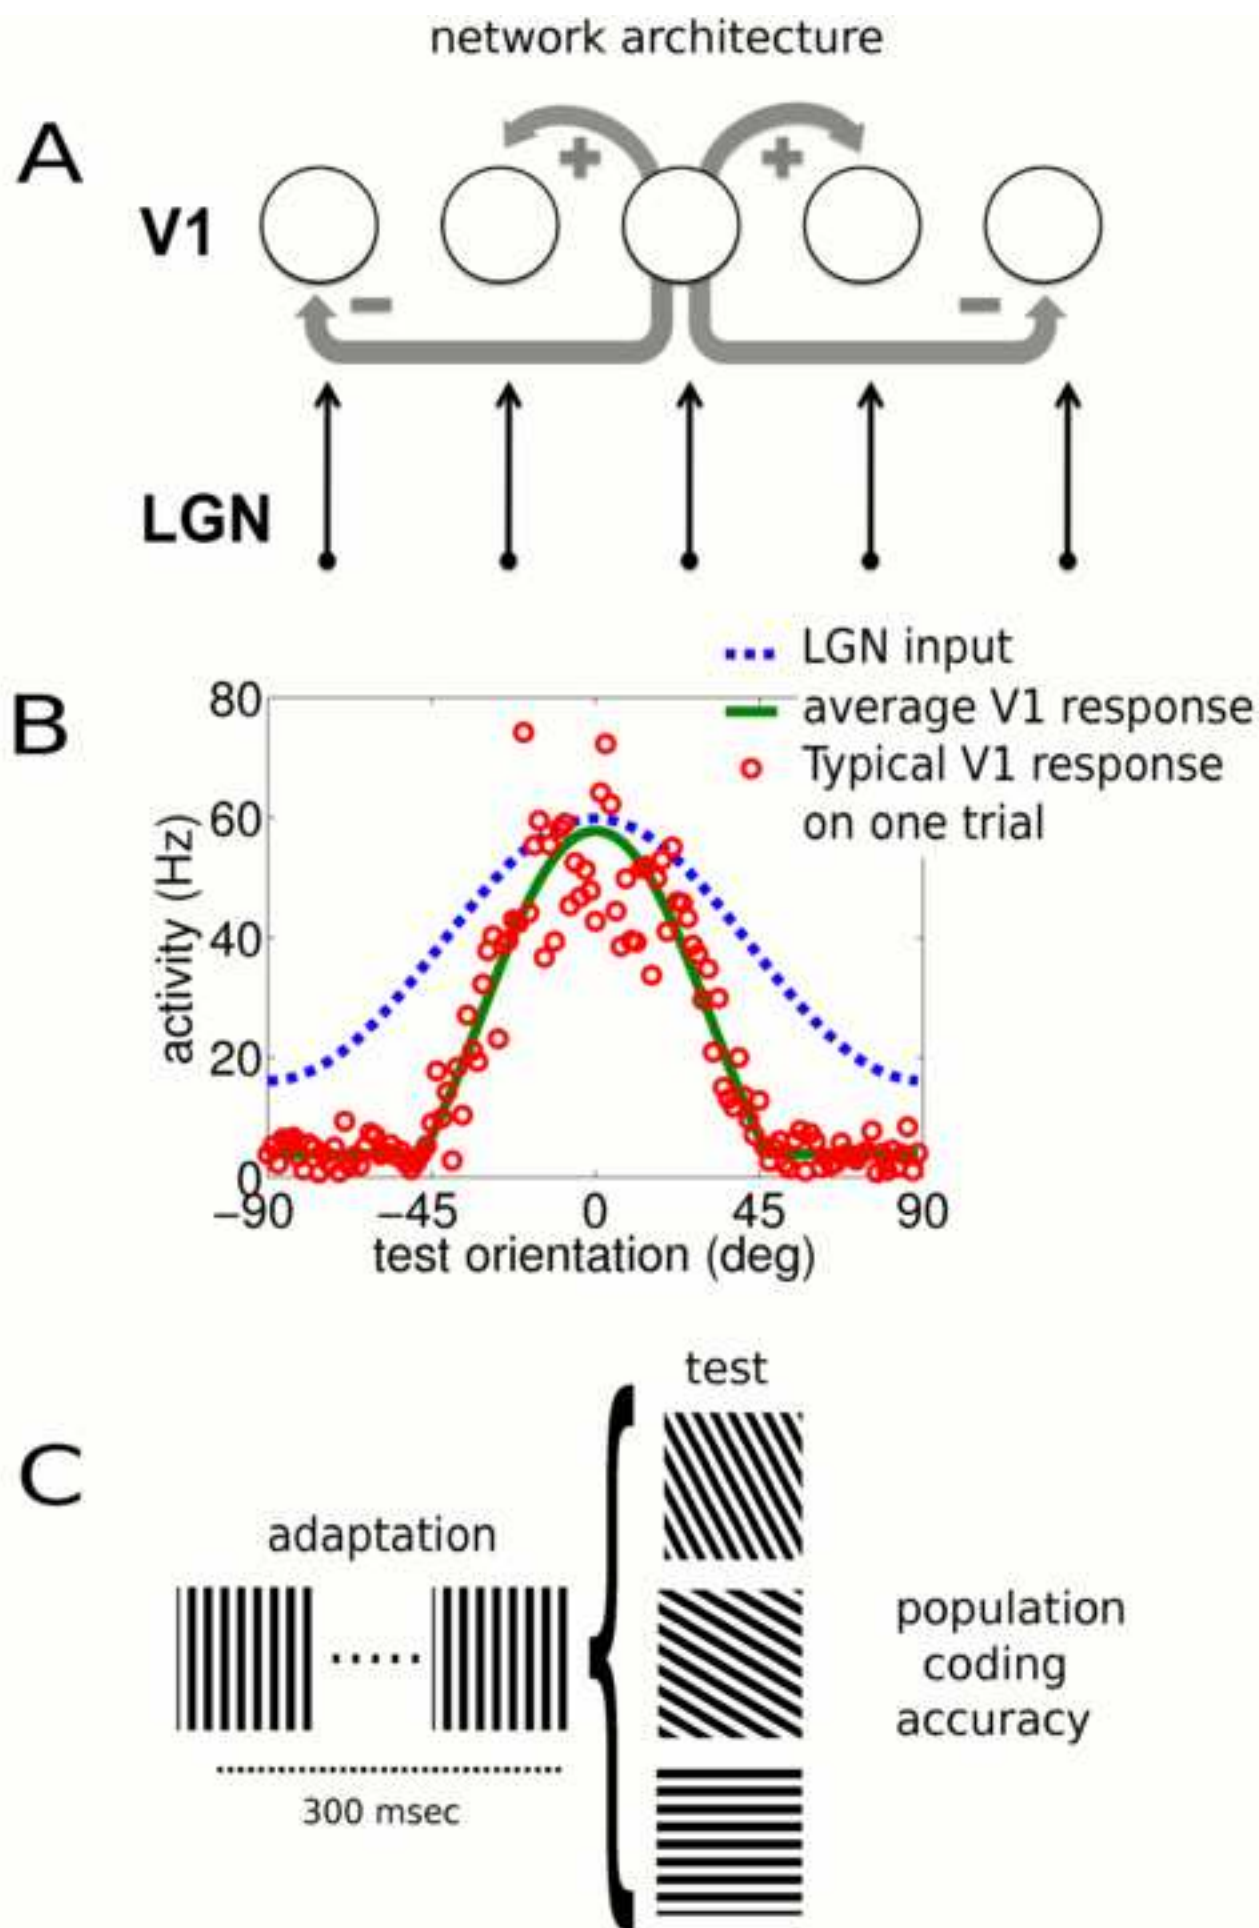 network architecture
A
V1
+ +
− −
LGN
B
LGN input
average V1 response
Typical V1 response
on one trial
80
60
40
20
0
activity (Hz)
−90 −45 0 45 90
test orientation (deg)
C
test
adaptation
300 msec
population
coding
accuracy